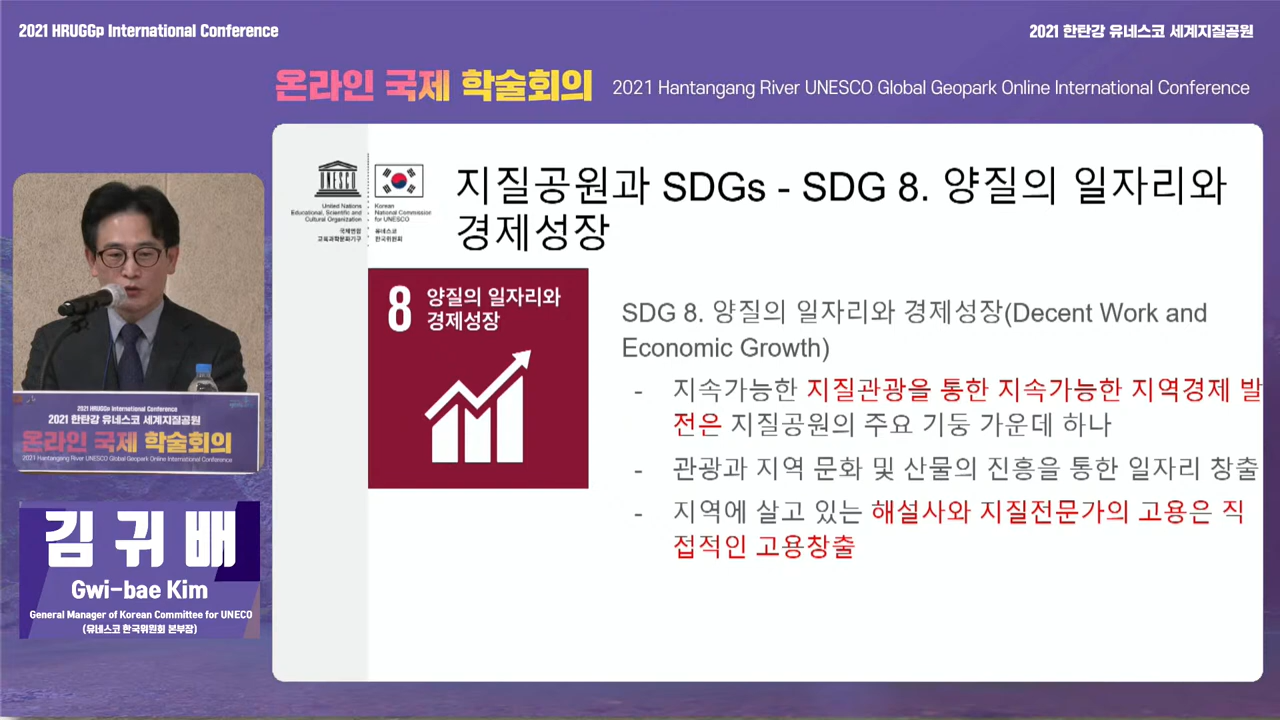 2021 HRUGGp International Conference
2021 한탄강 유네스코 세계지질공원
온라인 국제 학술회의 2021 Hantangang River UNESCO Global Geopark Online International Conference
UNESCO
United Nations
Educational, Scientific and
Cultural Organization
국제연합
교육과학문화기구
Korean
National Commission
for UNESCO
유네스코
한국위원회
지질공원과 SDGs - SDG 8. 양질의 일자리와
경제성장
8 양질의 일자리와
경제성장
SDG 8. 양질의 일자리와 경제성장(Decent Work and
Economic Growth)
- 지속가능한 지질관광을 통한 지속가능한 지역경제 발
전은 지질공원의 주요 기둥 가운데 하나
- 관광과 지역 문화 및 산물의 진흥을 통한 일자리 창출
- 지역에 살고 있는 해설사와 지질전문가의 고용은 직
접적인 고용창출
2021 HRUGGp International Conference
2021 한탄강 유네스코 세계지질공원
온라인 국제 학술회의
2021 Hantangang River UNESCO Global Geopark Online International Conference
김 귀 배
Gwi-bae Kim
General Manager of Korean Committee for UNECO
(유네스코 한국위원회 본부장)